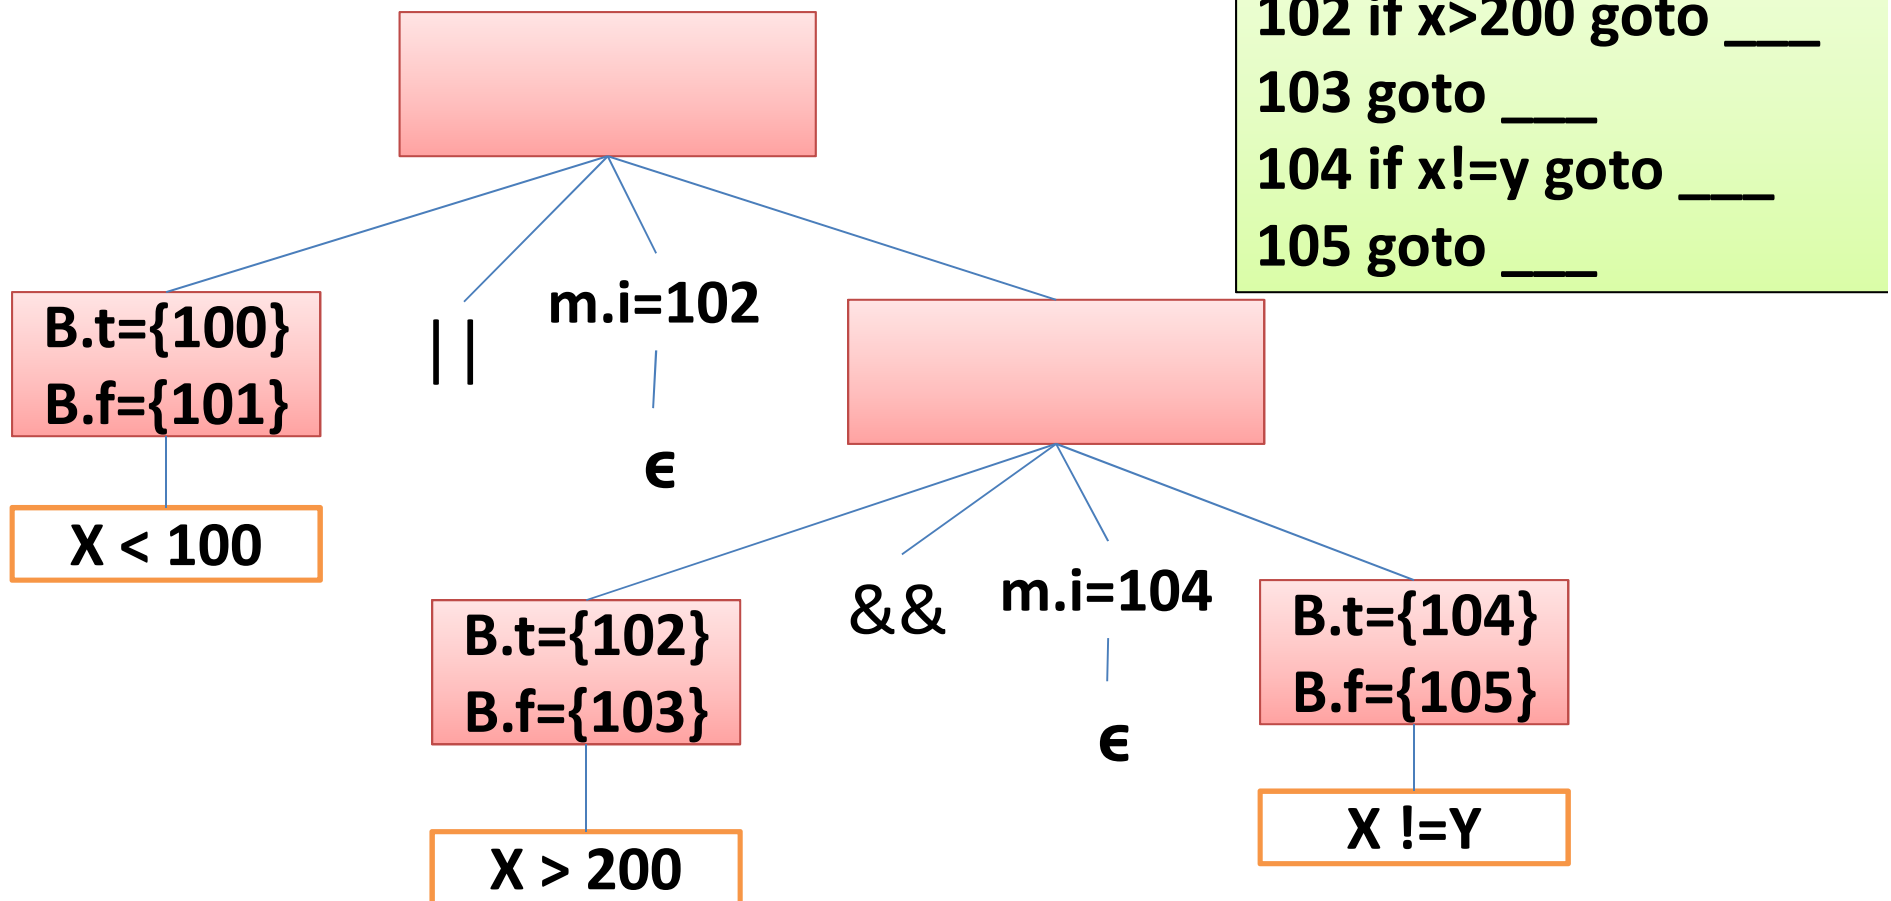 102 if x>200 goto ___
103 goto ___
104 if x!=y goto ___
105 goto ___
m.i=102
B.t={100}
B.f={101}
||
ϵ
X < 100
&&
m.i=104
B.t={102}
B.f={103}
B.t={104}
B.f={105}
ϵ
X > 200
X !=Y